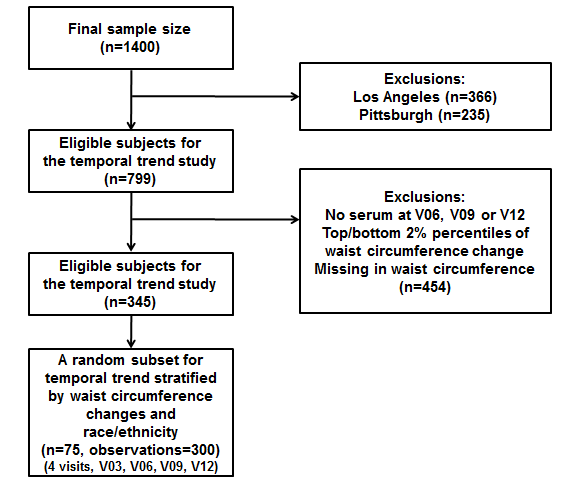 Final sample size
(n=1400)
Exclusions:
Los Angeles (n=366)
Pittsburgh (n=235)
Eligible subjects for
the temporal trend study
(n=799)
Exclusions:
No serum at V06, V09 or V12
Top/bottom 2% percentiles of
waist circumference change
Missing in waist circumference
(n=454)
Eligible subjects for
the temporal trend study
(n=345)
A random subset for
temporal trend stratified
by waist circumference
changes and
race/ethnicity
(n=75, observations=300)
(4 visits, V03, V06, V09, V12)